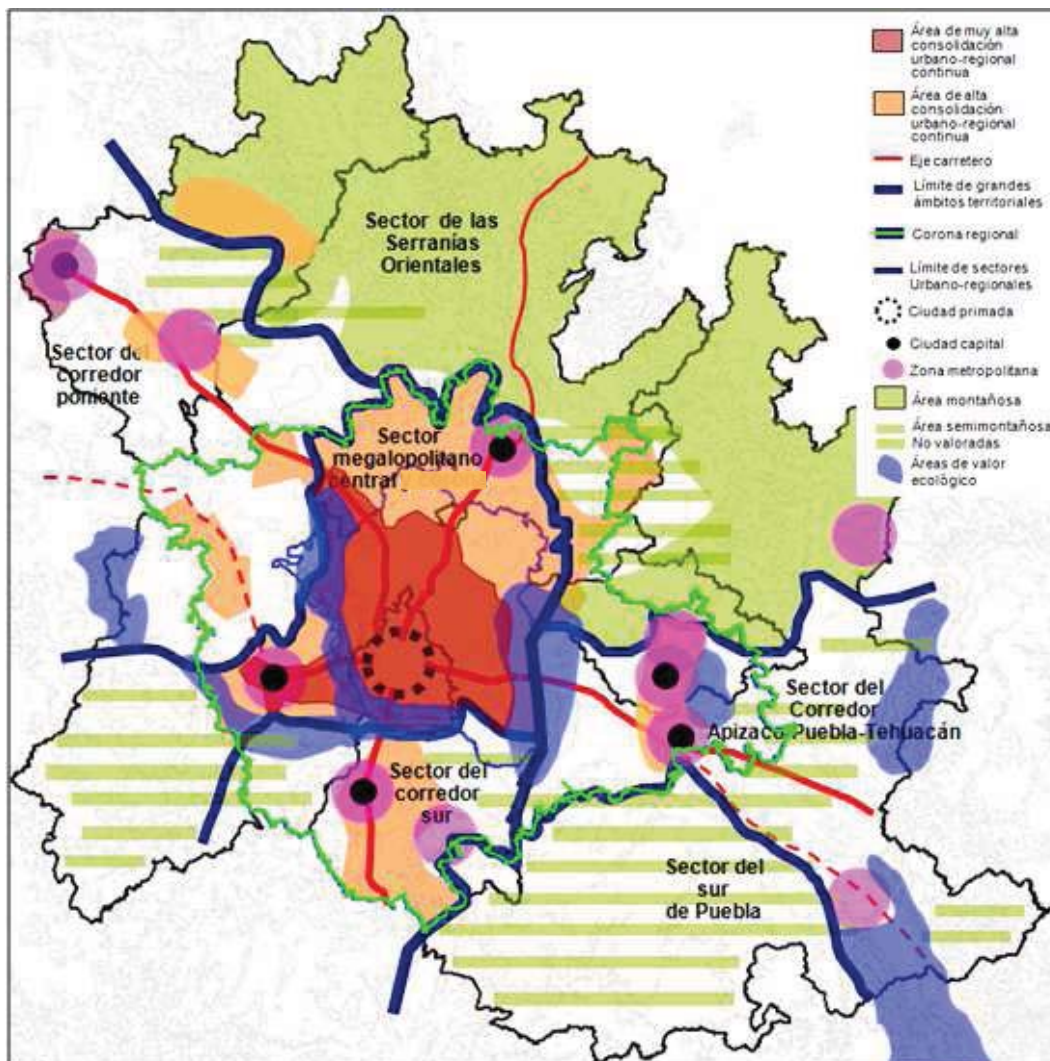 Área de muy alta
consolidación
urbano-regional
continua
Área de alta
consolidación
urbano-regional
continua
Eje carretero
Límite de grandes
ámbitos territoriales
Corona regional
Límite de sectores
Urbano-regionales
Ciudad primada
Ciudad capital
Zona metropolitana
Área montañosa
Área semimontañosa
No valoradas
Áreas de valor
ecológico
Sector de las
Serranías
Orientales
Sector del
corredor
poniente
Sector
megalopolitano
central
Sector del
Corredor
Apizaco-Puebla-Tehuacán
Sector del
corredor
sur
Sector del
sur
de Puebla